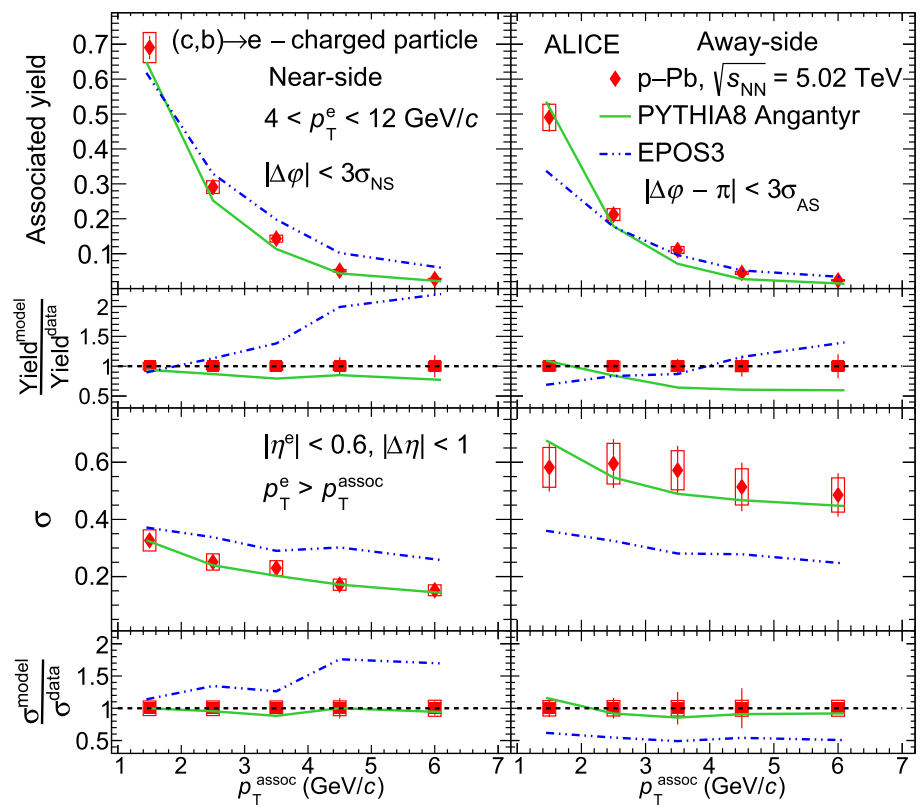 (c,b)→e – charged particle
Near-side
4 < p_T^e < 12 GeV/c
|Δφ| < 3σ_NS
ALICE Away-side
p–Pb, √s_NN = 5.02 TeV
PYTHIA8 Angantyr
EPOS3
|Δφ − π| < 3σ_AS
Associated yield
0.7
0.6
0.5
0.4
0.3
0.2
0.1
Yield^model
Yield^data
2
1.5
1
0.5
|η^e| < 0.6, |Δη| < 1
p_T^e > p_T^assoc
σ
0.6
0.4
0.2
σ^model
σ^data
2
1.5
1
0.5
1 2 3 4 5 6 7
1 2 3 4 5 6 7
p_T^assoc (GeV/c)
p_T^assoc (GeV/c)